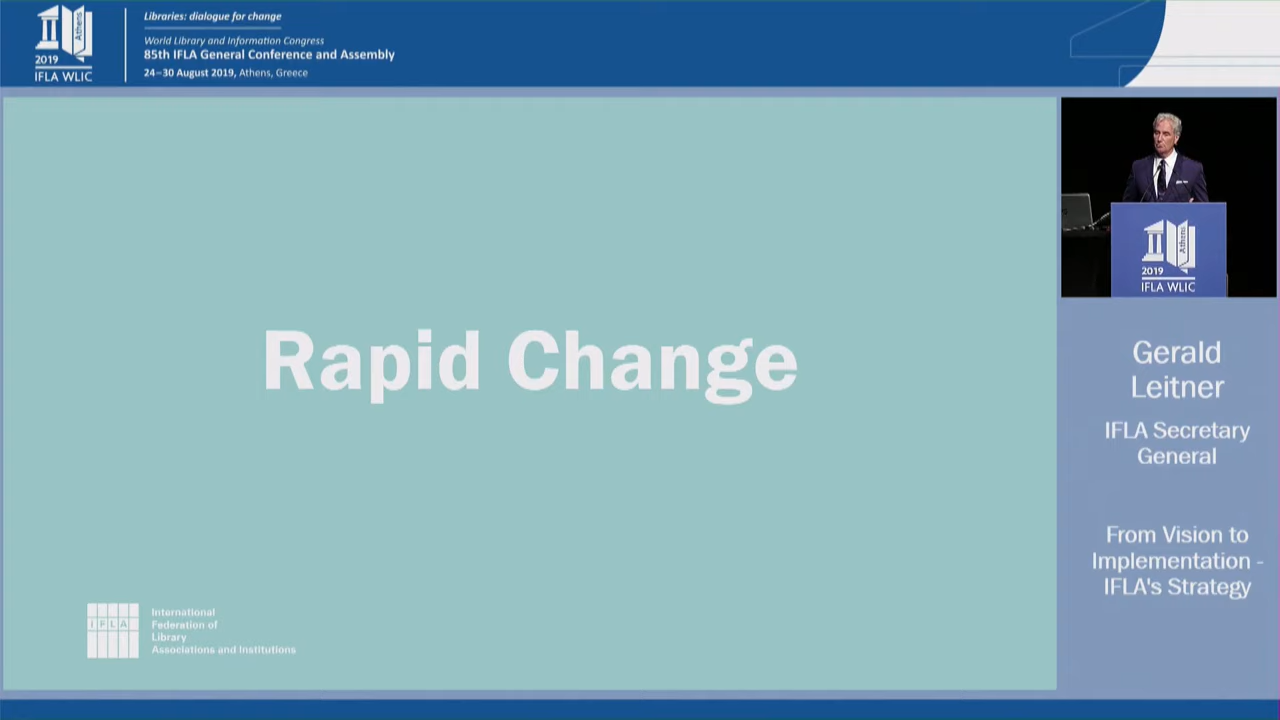 Athens
2019
IFLA WLIC
Libraries: dialogue for change
World Library and Information Congress
85th IFLA General Conference and Assembly
24–30 August 2019, Athens, Greece
Rapid Change
IFLA
International
Federation of
Library
Associations and Institutions
Athens
2019
IFLA WLIC
Gerald
Leitner
IFLA Secretary
General
From Vision to
Implementation -
IFLA's Strategy